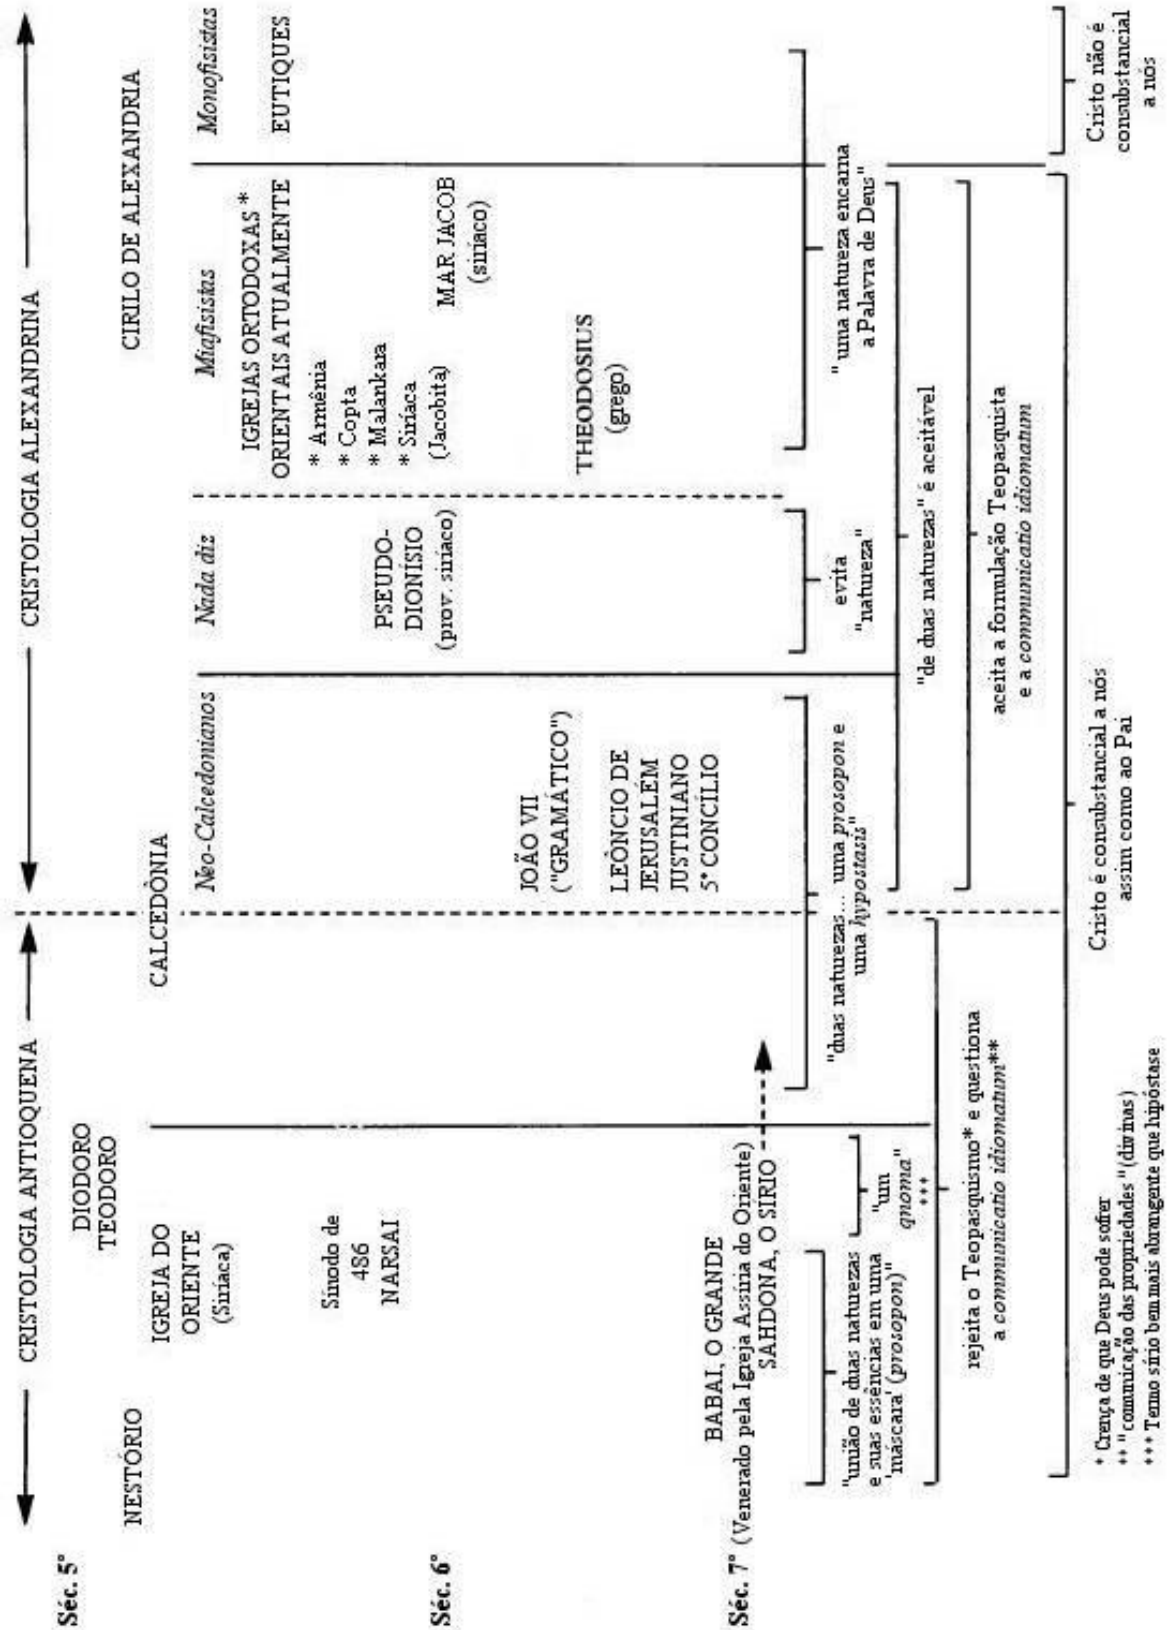 CRISTOLOGIA ANTIOQUENA
CRISTOLOGIA ALEXANDRINA
Séc. 5°
DIODORO
TEODORO
NESTÓRIO
CALCEDÔNIA
CIRILO DE ALEXANDRIA
IGREJA DO
ORIENTE
(Siríaca)
Neo-Calcedonianos
Nada diz
Miafisistas
Monofisistas
IGREJAS ORTODOXAS *
ORIENTAIS ATUALMENTE
EUTIQUES
* Armênia
* Copta
* Malankara
* Siríaca
(Jacobita)
Sínodo de
486
NARSAI
PSEUDO-
DIONÍSIO
(prov. siríaco)
MAR JACOB
(siríaco)
Séc. 6°
JOÃO VII
("GRAMÁTICO")
THEODOSIUS
(grego)
LEÔNCIO DE
JERUSALÉM
JUSTINIANO
5° CONCÍLIO
BABAI, O GRANDE
Séc. 7° (Venerado pela Igreja Assíria do Oriente)
SAHDONA, O SIRIO
"união de duas naturezas
e suas essências em uma
'máscara' (prosopon)"
"um
qnoma"
***
"duas naturezas... uma prosopon e
uma hypostasis"
evita
"natureza"
"uma natureza encarna
a Palavra de Deus"
"de duas naturezas" é aceitável
rejeita o Teopasquismo* e questiona
a communicatio idiomatum**
aceita a formulação Teopasquista
e a communicatio idiomatum
Cristo é consubstancial a nós
assim como ao Pai
Cristo não é
consubstancial
a nós
* Crença de que Deus pode sofrer
** "comunicação das propriedades" (divinas)
*** Termo sírio bem mais abrangente que hipóstase